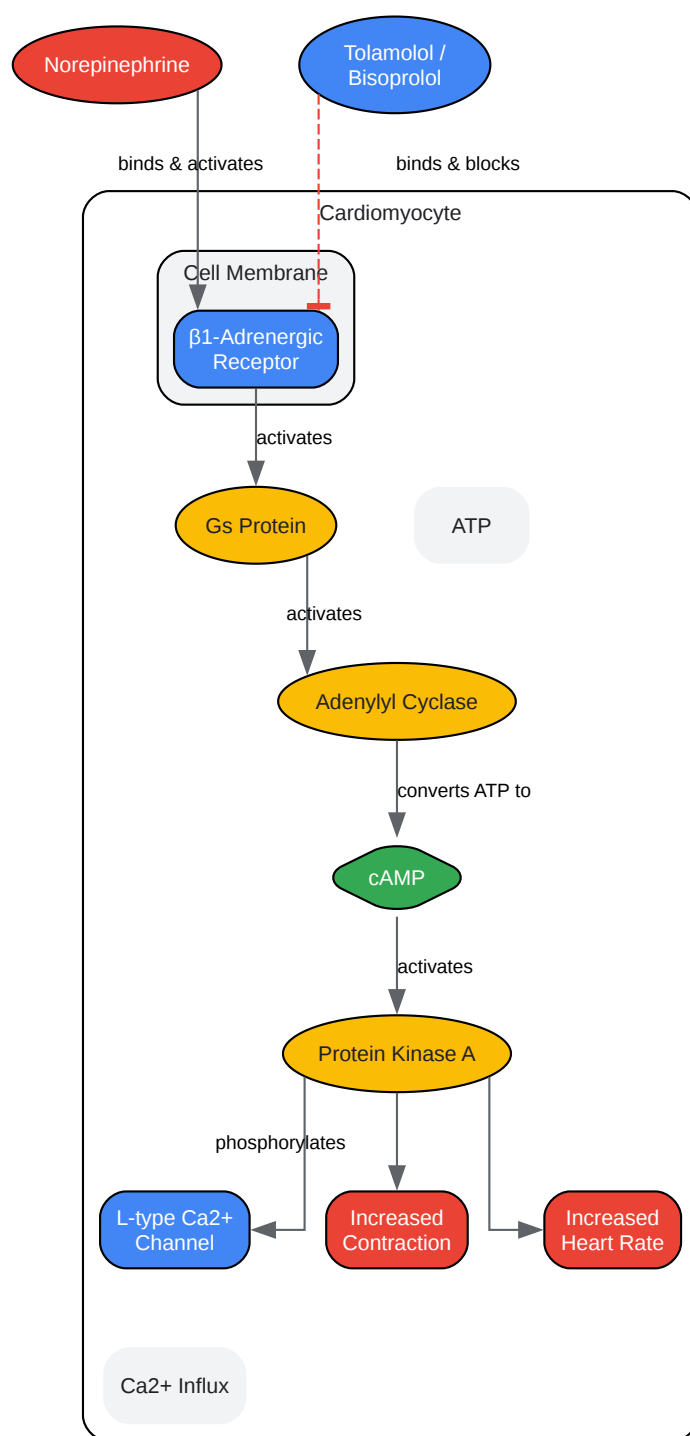 Norepinephrine
Tolamolol /
Bisoprolol
binds & activates
binds & blocks
Cardiomyocyte
Cell Membrane
β1-Adrenergic
Receptor
activates
Gs Protein
ATP
activates
Adenylyl Cyclase
converts ATP to
cAMP
activates
Protein Kinase A
phosphorylates
L-type Ca2+
Channel
Increased
Contraction
Increased
Heart Rate
Ca2+ Influx